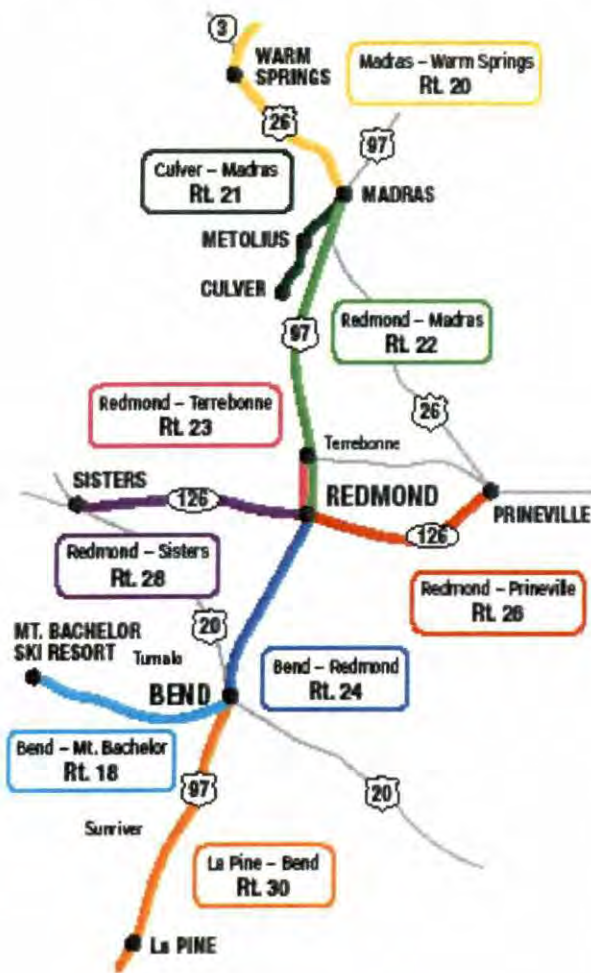 3
WARM
SPRINGS
Madras – Warm Springs
Rt. 20
26
97
Culver – Madras
Rt. 21
MADRAS
METOLIUS
CULVER
97
Redmond – Madras
Rt. 22
Redmond – Terrebonne
Rt. 23
26
Terrebonne
SISTERS
126
REDMOND
PRINEVILLE
126
Redmond – Sisters
Rt. 28
Redmond – Prineville
Rt. 26
20
MT. BACHELOR
SKI RESORT
Tumalo
BEND
Bend – Redmond
Rt. 24
Bend – Mt. Bachelor
Rt. 18
97
20
Sunriver
La Pine – Bend
Rt. 30
La PINE